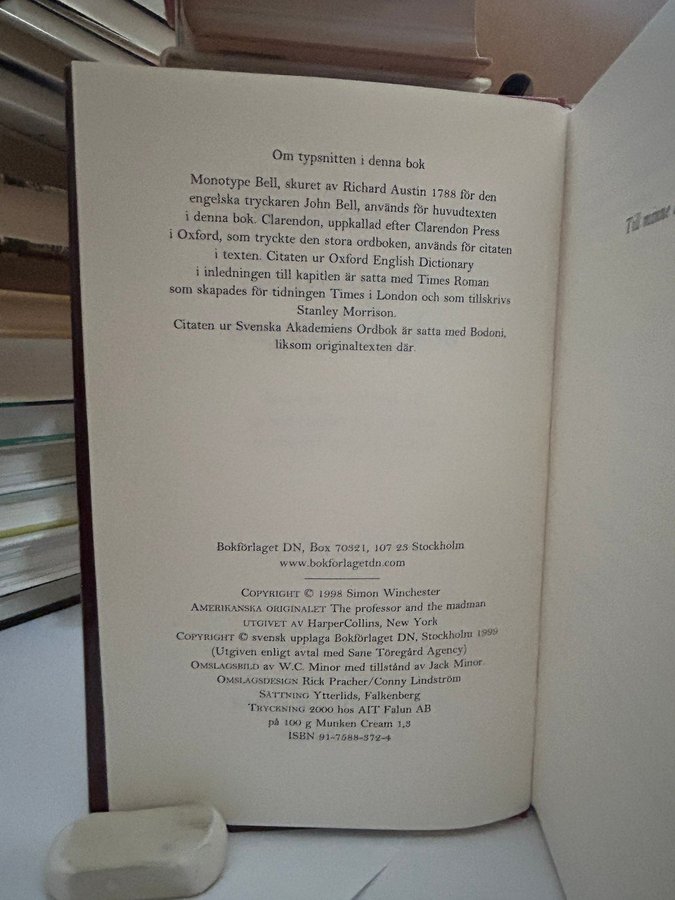 Om typsnitten i denna bok
Monotype Bell, skuret av Richard Austin 1788 för den
engelska tryckaren John Bell, används för huvudtexten
i denna bok. Clarendon, uppkallad efter Clarendon Press
i Oxford, som tryckte den stora ordboken, används för citaten
i texten. Citaten ur Oxford English Dictionary
i inledningen till kapitlen är satta med Times Roman
som skapades för tidningen Times i London och som tillskrivs
Stanley Morrison.
Citaten ur Svenska Akademiens Ordbok är satta med Bodoni,
liksom originaltexten där.
Bokförlaget DN, Box 70321, 107 23 Stockholm
www.bokforlagetdn.com
COPYRIGHT © 1998 Simon Winchester
AMERIKANSKA ORIGINALET The professor and the madman
UTGIVET AV HarperCollins, New York
COPYRIGHT © svensk upplaga Bokförlaget DN, Stockholm 1999
(Utgiven enligt avtal med Sane Töregård Agency)
OMSLAGSBILD av W.C. Minor med tillstånd av Jack Minor
OMSLAGSDESIGN Rick Pracher/Conny Lindström
SÄTTNING Ytterlids, Falkenberg
TRYCKNING 2000 hos AIT Falun AB
på 100 g Munken Cream 1,3
ISBN 91-7588-372-4
Till minne